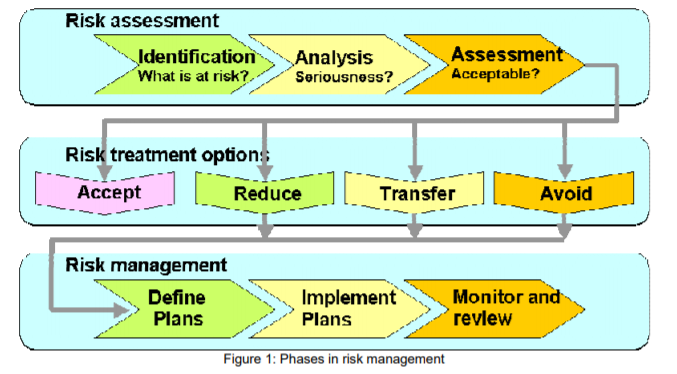 Risk assessment
Identification
What is at risk?
Analysis
Seriousness?
Assessment
Acceptable?
Risk treatment options
Accept
Reduce
Transfer
Avoid
Risk management
Define
Plans
Implement
Plans
Monitor and
review
Figure 1: Phases in risk management